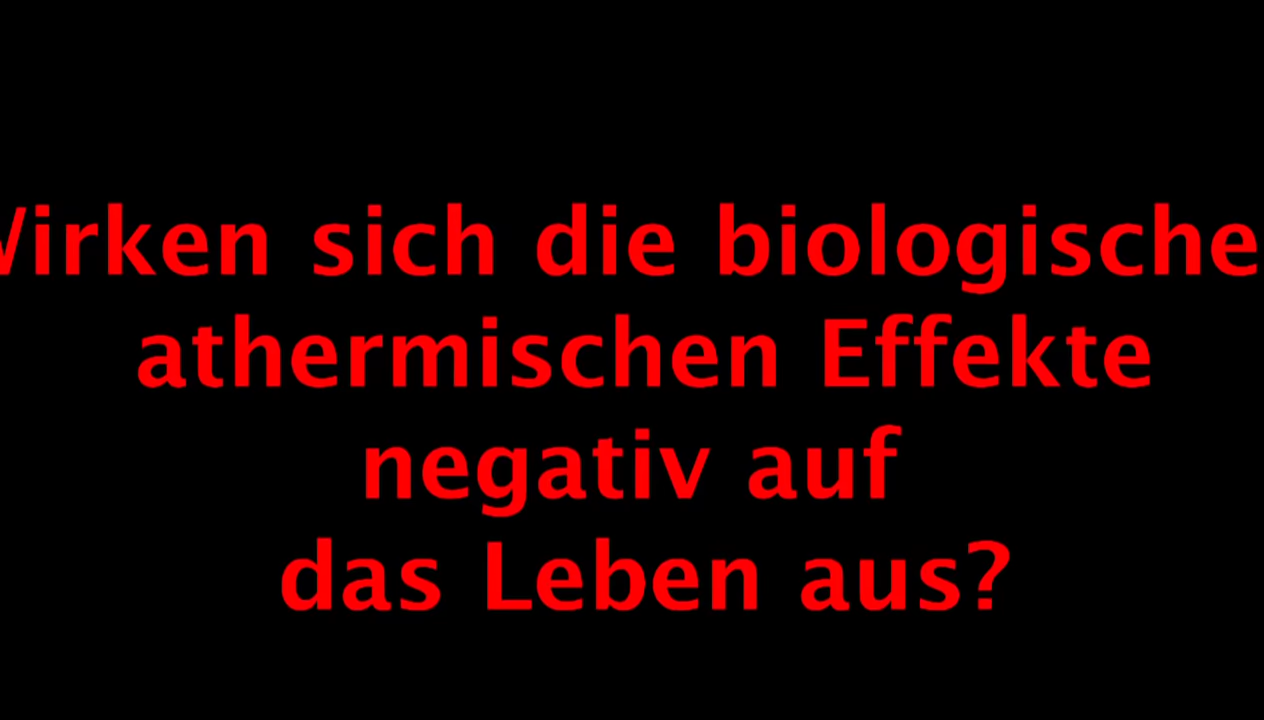 Wirken sich die biologische
athermischen Effekte
negativ auf
das Leben aus?